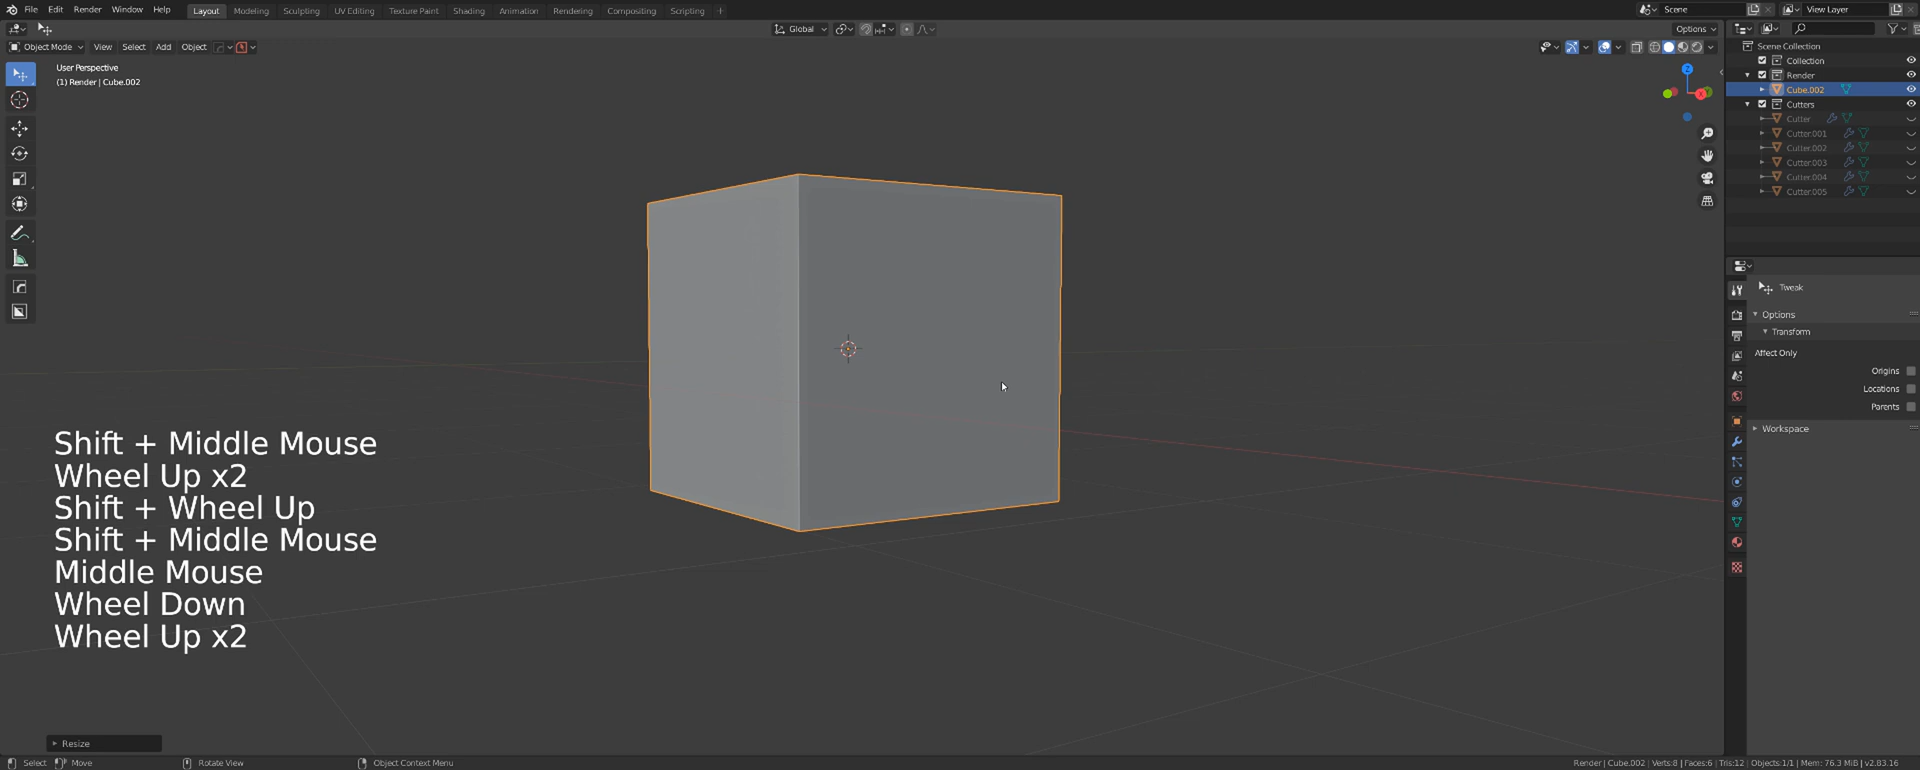 File Edit Render Window Help Layout Modeling Sculpting UV Editing Texture Paint Shading Animation Rendering Compositing Scripting + Scene View Layer
Global Options
Object Mode View Select Add Object
User Perspective
(1) Render | Cube.002
Z
X
Scene Collection
Collection
Render
Cube.002
Cutters
Cutter
Cutter.001
Cutter.002
Cutter.003
Cutter.004
Cutter.005
Tweak
Options
Transform
Affect Only
Origins
Locations
Parents
Workspace
Shift + Middle Mouse
Wheel Up x2
Shift + Wheel Up
Shift + Middle Mouse
Middle Mouse
Wheel Down
Wheel Up x2
Resize
Select Move Rotate View Object Context Menu Render | Cube.002 | Verts:8 | Faces:6 | Tris:12 | Objects:1/1 | Mem: 76.3 MiB | v2.83.16